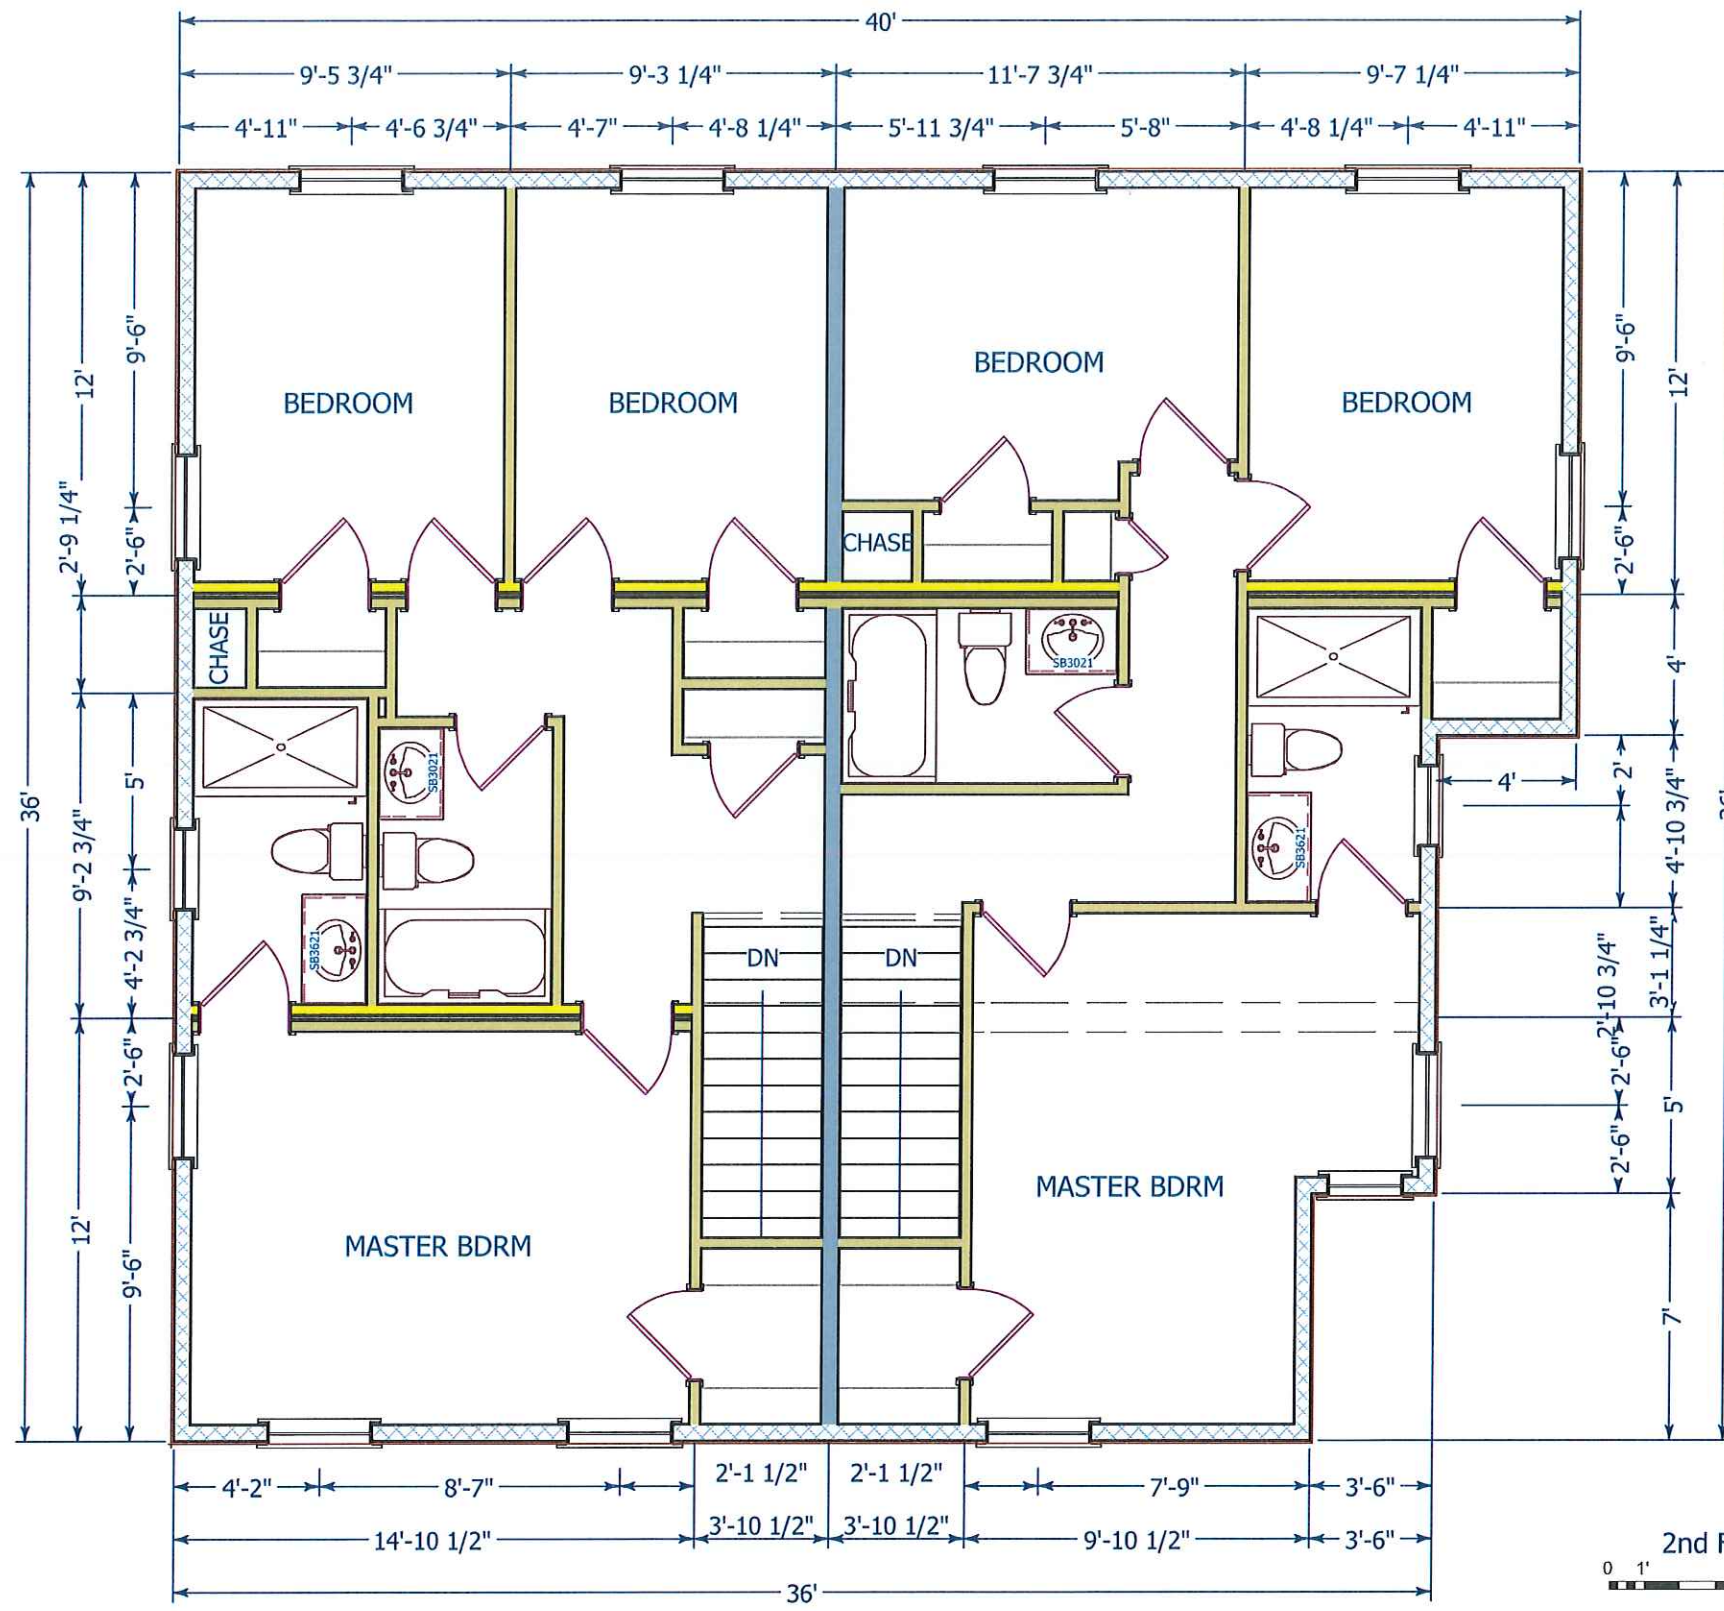 40'
9'-5 3/4" 9'-3 1/4" 11'-7 3/4" 9'-7 1/4"
4'-11" 4'-6 3/4" 4'-7" 4'-8 1/4" 5'-11 3/4" 5'-8" 4'-8 1/4" 4'-11"
36'
12'
9'-6"
2'-9 1/4"
2'-6"
9'-2 3/4"
5'
4'-2 3/4"
12'
2'-6"
9'-6"
BEDROOM
BEDROOM
BEDROOM
BEDROOM
CHASE
CHASE
SB3021
SB3021
SB3621
SB3621
DN
DN
MASTER BDRM
MASTER BDRM
9'-6"
12'
2'-6"
4'
4'
2'
4'-10 3/4"
3'-1 1/4"
2'-10 3/4"
2'-6"
5'
2'-6"
7'
4'-2" 8'-7" 2'-1 1/2" 2'-1 1/2" 7'-9" 3'-6"
14'-10 1/2" 3'-10 1/2" 3'-10 1/2" 9'-10 1/2" 3'-6"
36'
2nd
0 1'